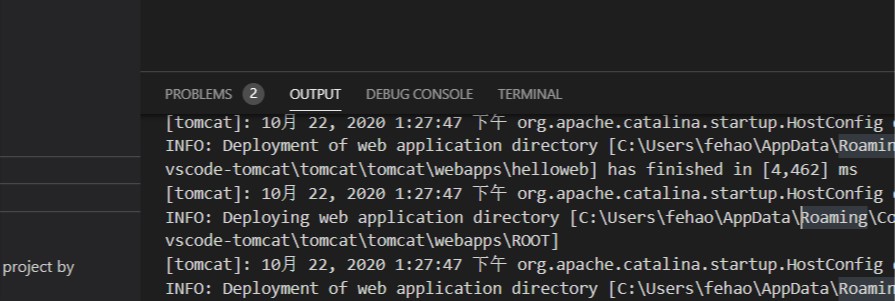 PROBLEMS 2 OUTPUT DEBUG CONSOLE TERMINAL
[tomcat]: 10月 22, 2020 1:27:47 下午 org.apache.catalina.startup.HostConfig
INFO: Deployment of web application directory [C:\Users\fehao\AppData\Roamin
vscode-tomcat\tomcat\tomcat\webapps\helloweb] has finished in [4,462] ms
[tomcat]: 10月 22, 2020 1:27:47 下午 org.apache.catalina.startup.HostConfig
INFO: Deploying web application directory [C:\Users\fehao\AppData\Roaming\Co
vscode-tomcat\tomcat\tomcat\webapps\ROOT]
project by
[tomcat]: 10月 22, 2020 1:27:47 下午 org.apache.catalina.startup.HostConfig
INFO: Deployment of web application directory [C:\Users\fehao\AppData\Roamin